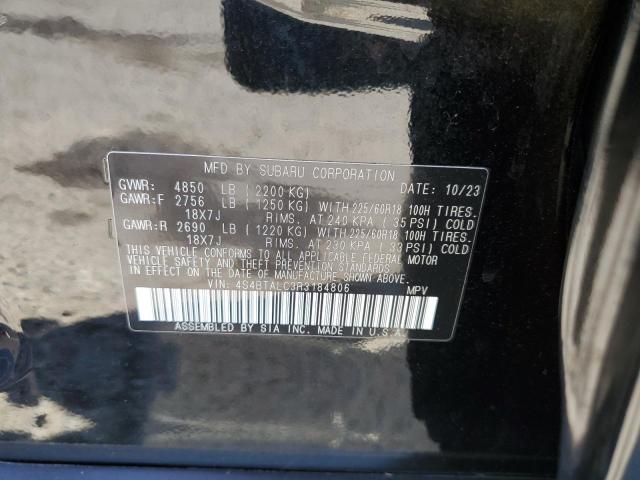 MFD BY SUBARU CORPORATION
GVWR: 4850 LB (2200 KG) DATE: 10/23
GAWR:F 2756 LB (1250 KG) WITH 225/60R18 100H TIRES.
18X7J RIMS. AT 240 KPA (35 PSI) COLD
GAWR:R 2690 LB (1220 KG) WITH 225/60R18 100H TIRES.
18X7J RIMS. AT 230 KPA (33 PSI) COLD
THIS VEHICLE CONFORMS TO ALL APPLICABLE FEDERAL MOTOR
VEHICLE SAFETY AND BUMPER STANDARDS
IN EFFECT ON THE DATE OF MANUFACTURE SHOWN ABOVE.
VIN: 4S4BTALC3R3184806 MPV
ASSEMBLED BY SIA INC. MADE IN U.S.A.